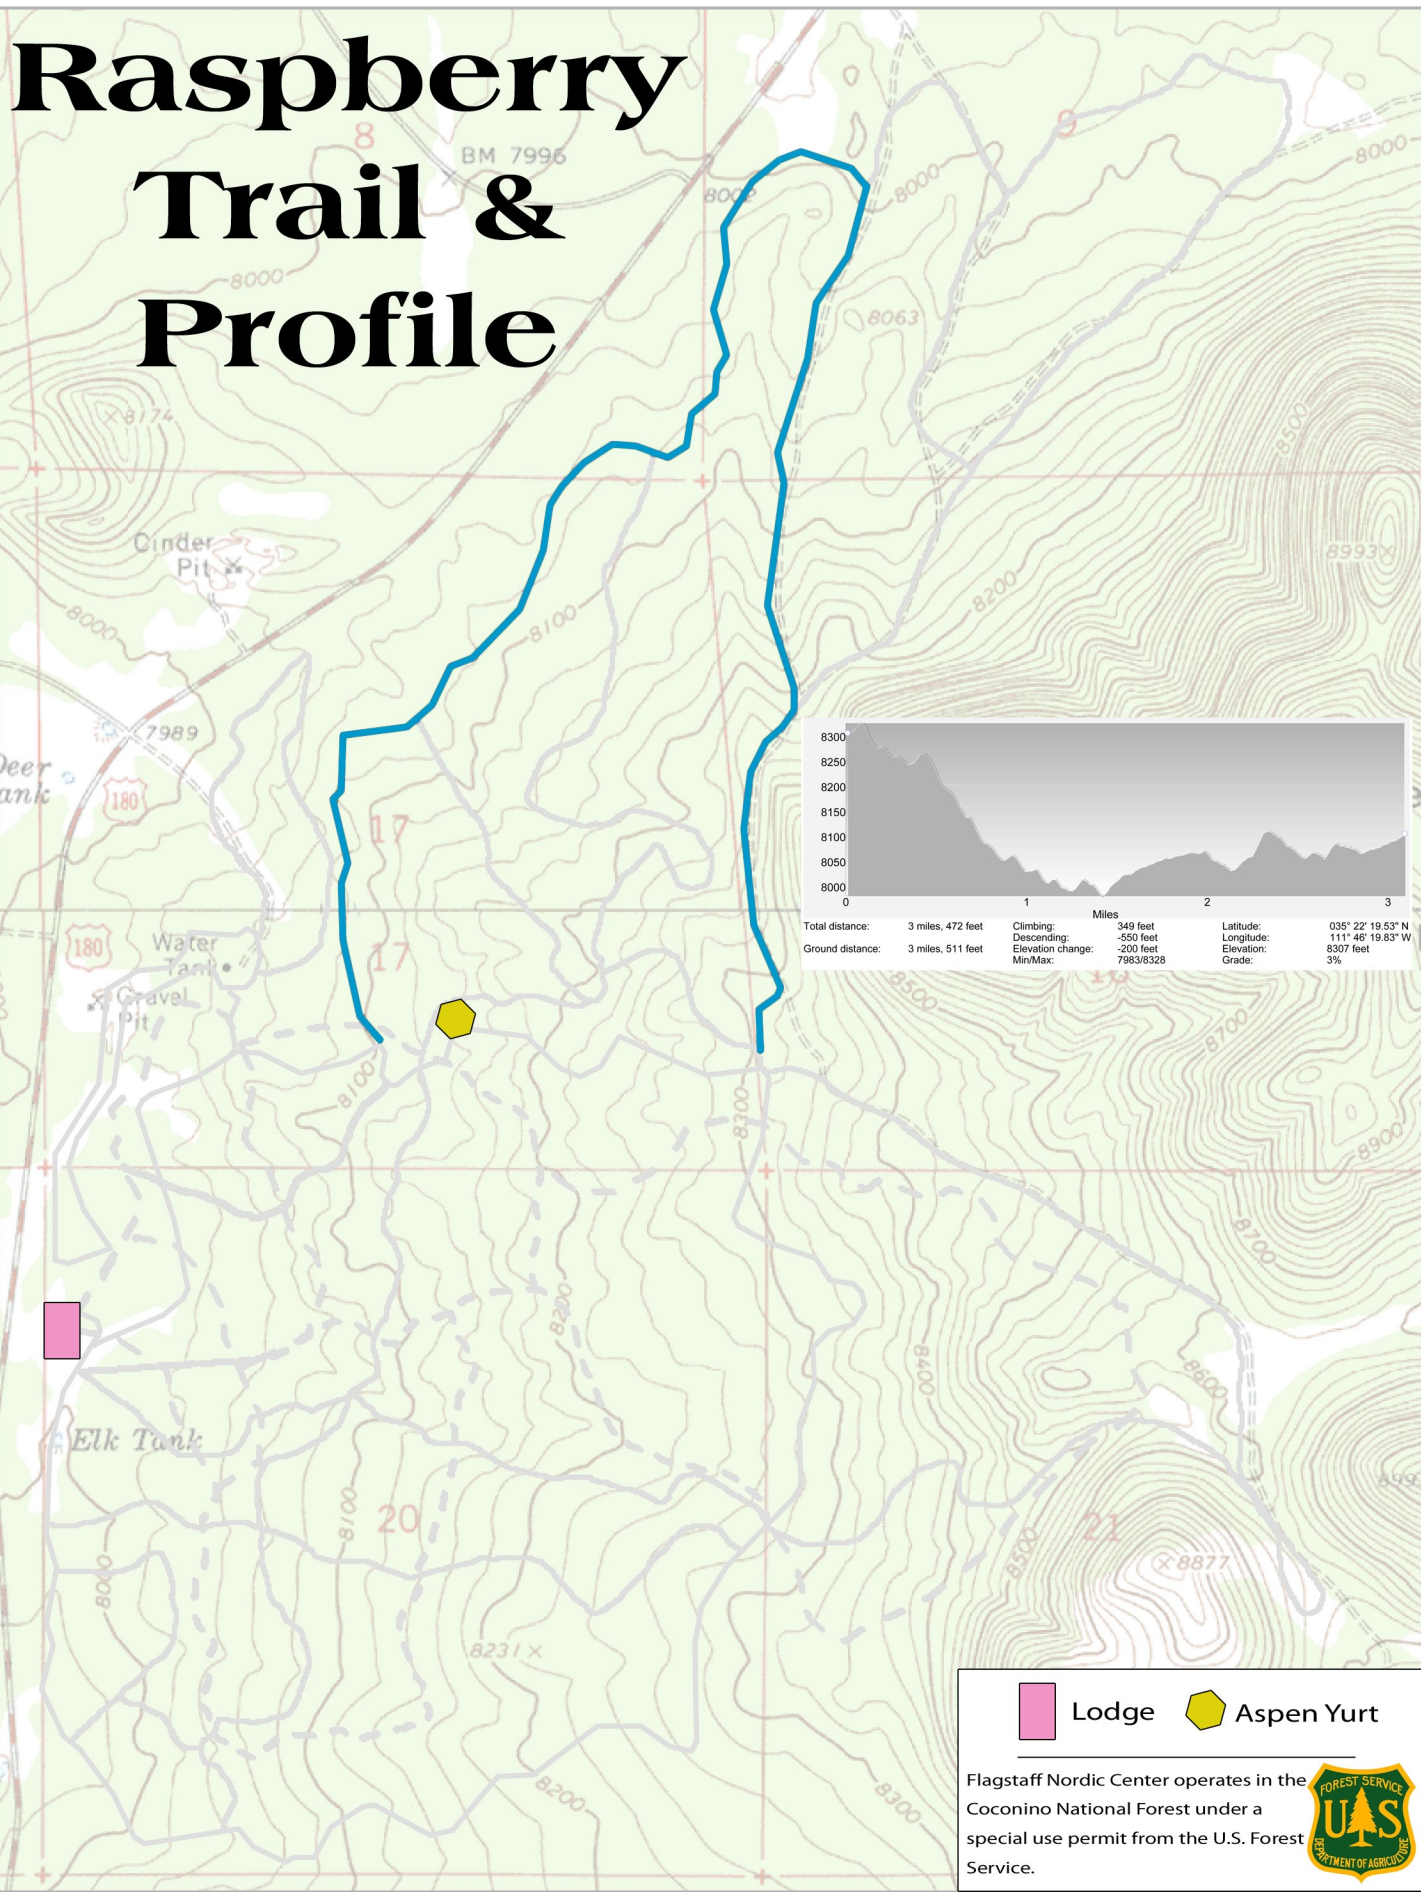 Raspberry
Trail &
Profile
8
9
BM 7996
8002
8000
8000
8000
8063
8174
8500
Cinder
Pit
8993
8000
8100
8200
7989
Deer
Tank
180
17
8300
8250
8200
8150
8100
8050
8000
0 1 2 3
Miles
Total distance: 3 miles, 472 feet Climbing: 349 feet Latitude: 035° 22' 19.53" N
Descending: -550 feet Longitude: 111° 46' 19.83" W
Ground distance: 3 miles, 511 feet Elevation change: -200 feet Elevation: 8307 feet
Min/Max: 7983/8328 Grade: 3%
180
Water
Tank
17
Gravel
Pit
8500
8700
8100
8300
8900
8700
8200
8400
8600
Elk Tank
8100
20
21
8500
8877
8000
8231
8200
8300
Lodge
Aspen Yurt
Flagstaff Nordic Center operates in the
Coconino National Forest under a
special use permit from the U.S. Forest
Service.
FOREST SERVICE
U S
DEPARTMENT OF AGRICULTURE